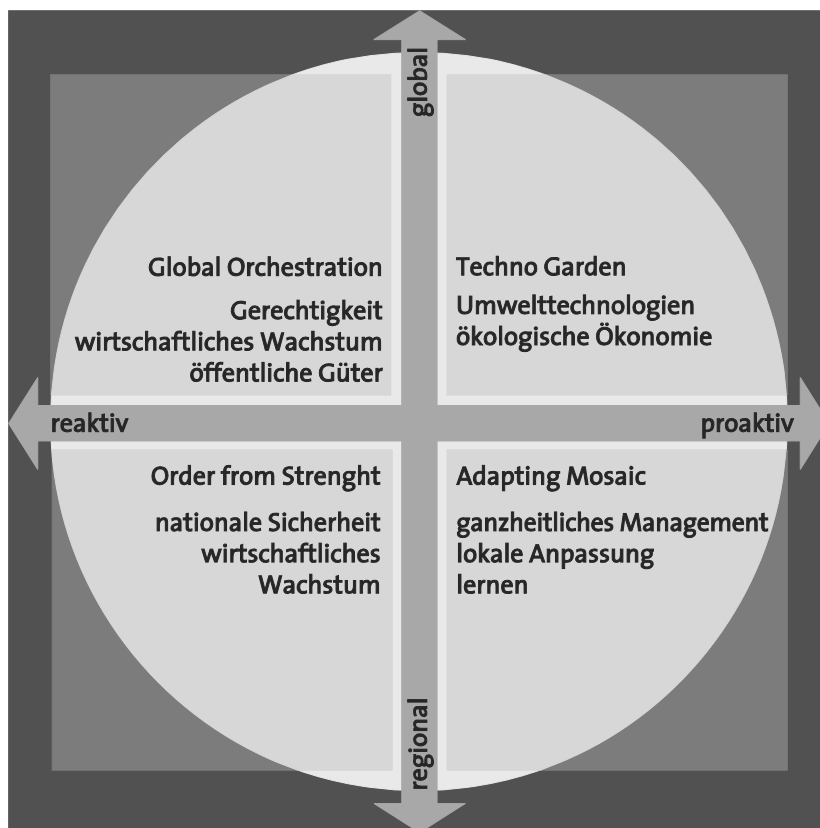 global
Global Orchestration
Gerechtigkeit
wirtschaftliches Wachstum
öffentliche Güter
Techno Garden
Umwelttechnologien
ökologische Ökonomie
reaktiv
proaktiv
Order from Strenght
nationale Sicherheit
wirtschaftliches
Wachstum
Adapting Mosaic
ganzheitliches Management
lokale Anpassung
lernen
regional